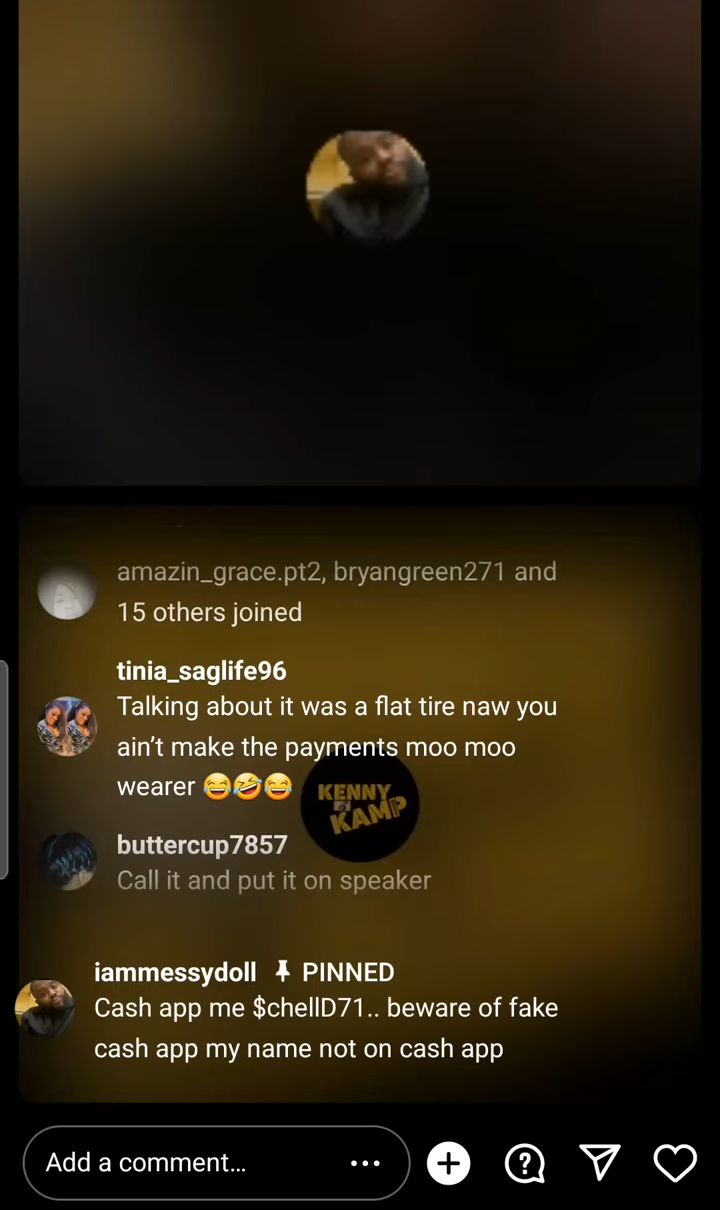 amazin_grace.pt2, bryangreen271 and
15 others joined
tinia_saglife96
Talking about it was a flat tire naw you
ain’t make the payments moo moo
wearer 😂🤣😂
KENNY
KAMP
buttercup7857
Call it and put it on speaker
iammessydoll PINNED
Cash app me $chellD71.. beware of fake
cash app my name not on cash app
Add a comment...